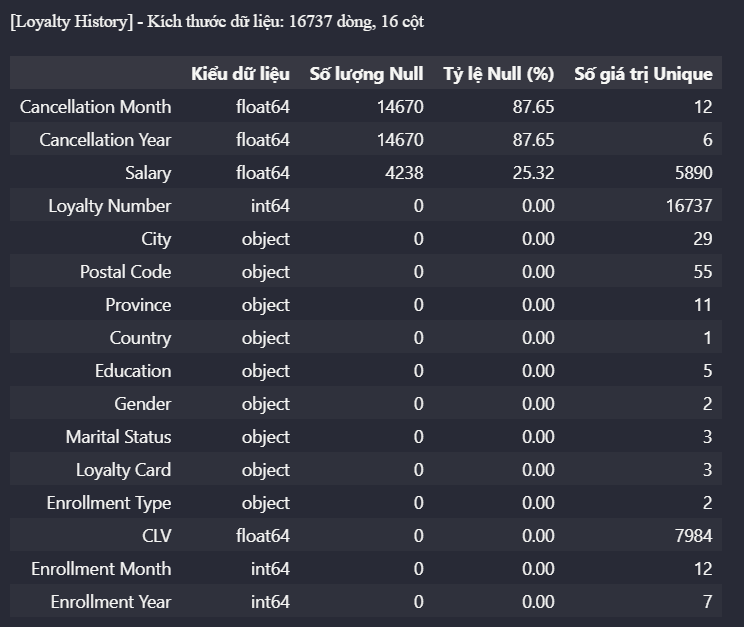 [Loyalty History] - Kích thước dữ liệu: 16737 dòng, 16 cột
Kiểu dữ liệu Số lượng Null Tỷ lệ Null (%) Số giá trị Unique
Cancellation Month float64 14670 87.65 12
Cancellation Year float64 14670 87.65 6
Salary float64 4238 25.32 5890
Loyalty Number int64 0 0.00 16737
City object 0 0.00 29
Postal Code object 0 0.00 55
Province object 0 0.00 11
Country object 0 0.00 1
Education object 0 0.00 5
Gender object 0 0.00 2
Marital Status object 0 0.00 3
Loyalty Card object 0 0.00 3
Enrollment Type object 0 0.00 2
CLV float64 0 0.00 7984
Enrollment Month int64 0 0.00 12
Enrollment Year int64 0 0.00 7